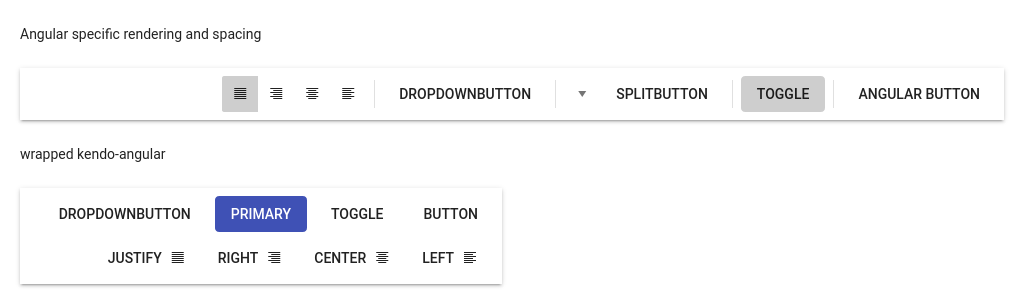 Angular specific rendering and spacing
DROPDOWNBUTTON SPLITBUTTON TOGGLE ANGULAR BUTTON
wrapped kendo-angular
DROPDOWNBUTTON PRIMARY TOGGLE BUTTON
JUSTIFY RIGHT CENTER LEFT